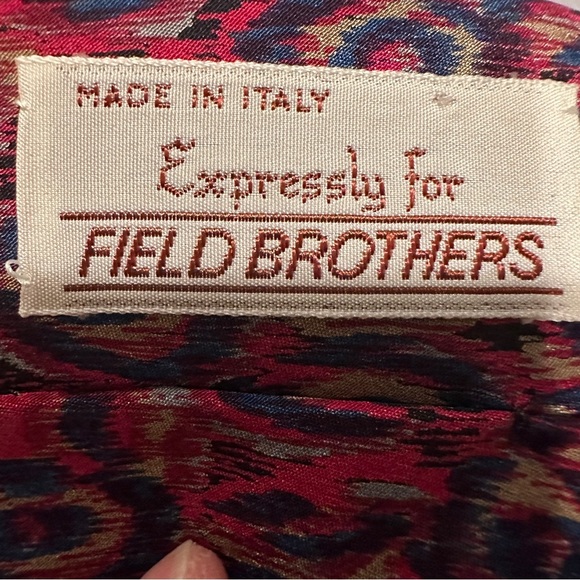 MADE IN ITALY
Expressly for
FIELD BROTHERS